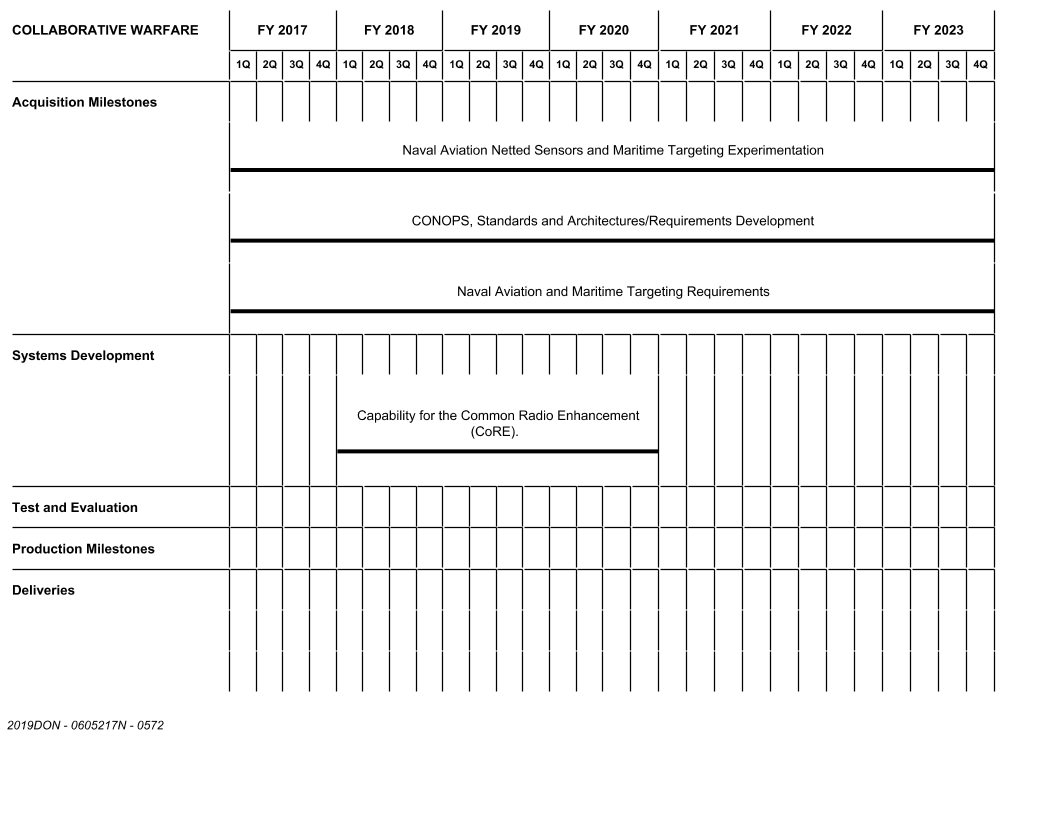 COLLABORATIVE WARFARE FY 2017 FY 2018 FY 2019 FY 2020 FY 2021 FY 2022 FY 2023
1Q 2Q 3Q 4Q 1Q 2Q 3Q 4Q 1Q 2Q 3Q 4Q 1Q 2Q 3Q 4Q 1Q 2Q 3Q 4Q 1Q 2Q 3Q 4Q 1Q 2Q 3Q 4Q
Acquisition Milestones
Naval Aviation Netted Sensors and Maritime Targeting Experimentation
CONOPS, Standards and Architectures/Requirements Development
Naval Aviation and Maritime Targeting Requirements
Systems Development
Capability for the Common Radio Enhancement
(CoRE).
Test and Evaluation
Production Milestones
Deliveries
2019DON - 0605217N - 0572